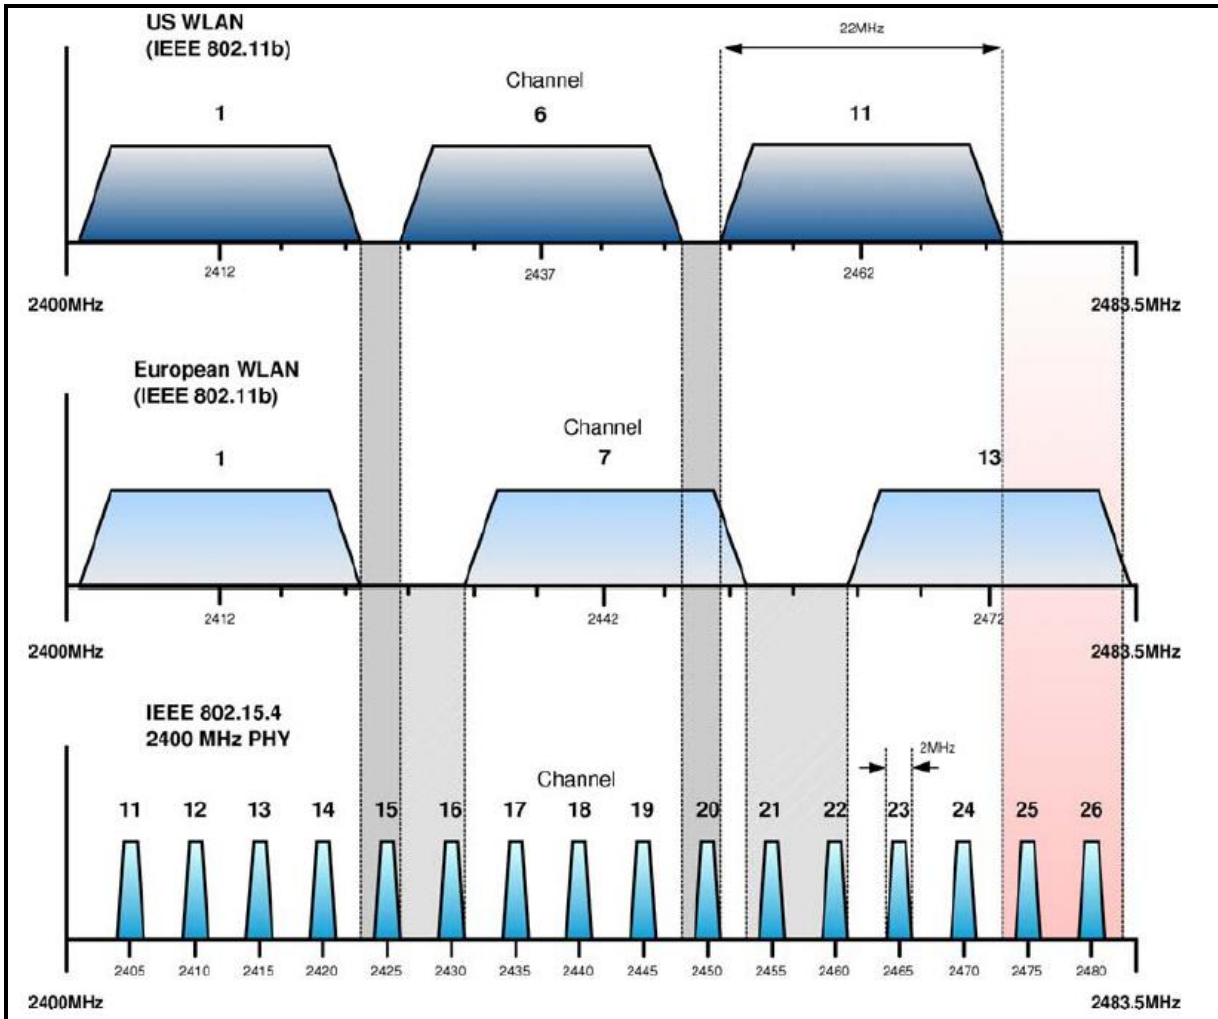 US WLAN
(IEEE 802.11b)
22MHz
Channel
1 6 11
2412 2437 2462
2400MHz 2483.5MHz
European WLAN
(IEEE 802.11b)
Channel
1 7 13
2412 2442 2472
2400MHz 2483.5MHz
IEEE 802.15.4
2400 MHz PHY
2MHz
Channel
11 12 13 14 15 16 17 18 19 20 21 22 23 24 25 26
2405 2410 2415 2420 2425 2430 2435 2440 2445 2450 2455 2460 2465 2470 2475 2480
2400MHz 2483.5MHz